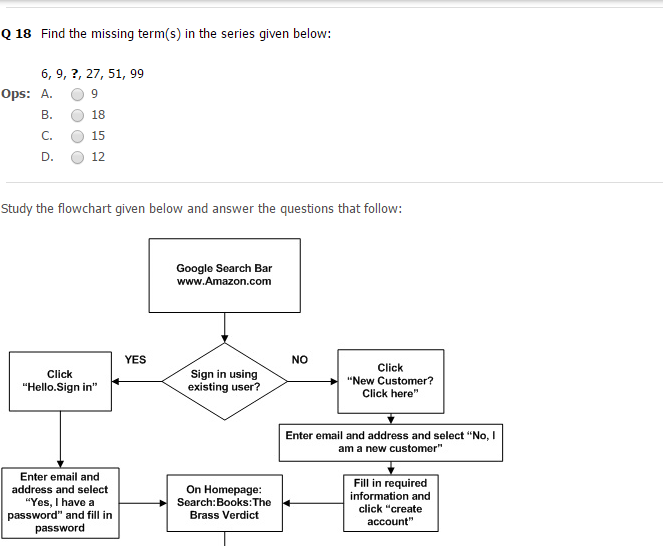 Q 18 Find the missing term(s) in the series given below:
6, 9, ?, 27, 51, 99
Ops: A. 9
B. 18
C. 15
D. 12
Study the flowchart given below and answer the questions that follow:
Google Search Bar
www.Amazon.com
YES
NO
Sign in using
existing user?
Click
"Hello.Sign in"
Click
"New Customer?
Click here"
Enter email and address and select "No, I
am a new customer"
Enter email and
address and select
"Yes, I have a
password" and fill in
password
On Homepage:
Search:Books:The
Brass Verdict
Fill in required
information and
click "create
account"